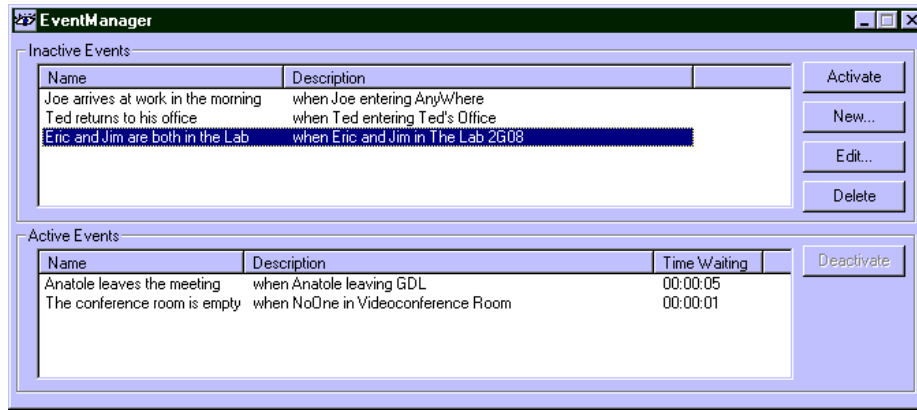 EventManager
Inactive Events
Name Description
Joe arrives at work in the morning when Joe entering AnyWhere
Ted returns to his office when Ted entering Ted's Office
Eric and Jim are both in the Lab when Eric and Jim in The Lab 2G08
Activate
New...
Edit...
Delete
Active Events
Name Description Time Waiting
Anatole leaves the meeting when Anatole leaving GDL 00:00:05
The conference room is empty when NoOne in Videoconference Room 00:00:01
Deactivate